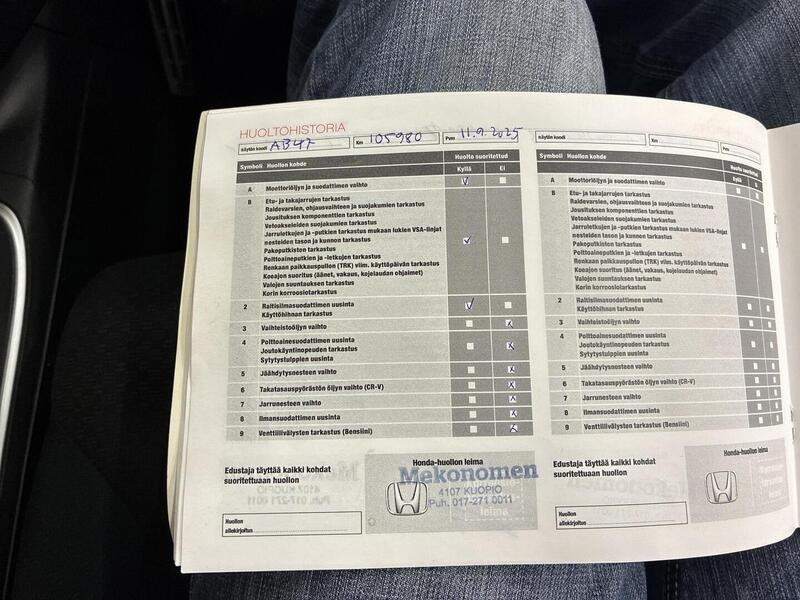 HUOLTOHISTORIA
näytön koodi AB47 Km 105980 Pvm 11.9.2025
Symboli Huollon kohde Huolto suoritettud
Kyllä Ei
A Moottoriöljyn ja suodattimen vaihto
B Etu- ja takajarrujen tarkastus
Raidevarsien, ohjausvaihteen ja suojakumien tarkastus
Jousituksen komponenttien tarkastus
Vetoakseleiden suojakumien tarkastus
Jarruletkujen ja -putkien tarkastus mukaan lukien VSA-linjat
nesteiden tason ja kunnon tarkastus
Pakoputkiston tarkastus
Polttoaineputkien ja -letkujen tarkastus
Renkaan paikkauspullon (TRK) viim. käyttöpäivän tarkastus
Koeajon suoritus (äänet, vakaus, kojelaudan ohjaimet)
Valojen suuntauksen tarkastus
Korin korroosiotarkastus
2 Raitisilmasuodattimen uusinta
Käyttöhihnan tarkastus
3 Vaihteistoöljyn vaihto
4 Polttoainesuodattimen uusinta
Joutokäyntinopeuden tarkastus
Sytytystulppien uusinta
5 Jäähdytysnesteen vaihto
6 Takatasauspyörästön öljyn vaihto (CR-V)
7 Jarrunesteen vaihto
8 Ilmansuodattimen uusinta
9 Venttiilivälysten tarkastus (Bensiini)
Edustaja täyttää kaikki kohdat
suoritettuaan huollon
Honda-huollon leima
Mekonomen
4107 KUOPIO
Puh. 017-271 0011
leima
HONDA
Huollon
allekirjoitus
näytön koodi Km Pvm
Symboli Huollon kohde Huolto suoritettud
Kyllä
A Moottoriöljyn ja suodattimen vaihto
B Etu- ja takajarrujen tarkastus
Raidevarsien, ohjausvaihteen ja suojakumien tarkastus
Jousituksen komponenttien tarkastus
Vetoakseleiden suojakumien tarkastus
Jarruletkujen ja -putkien tarkastus mukaan lukien VSA-linjat
nesteiden tason ja kunnon tarkastus
Pakoputkiston tarkastus
Polttoaineputkien ja -letkujen tarkastus
Renkaan paikkauspullon (TRK) viim. käyttöpäivän tarkastus
Koeajon suoritus (äänet, vakaus, kojelaudan ohjaimet)
Valojen suuntauksen tarkastus
Korin korroosiotarkastus
2 Raitisilmasuodattimen uusinta
Käyttöhihnan tarkastus
3 Vaihteistoöljyn vaihto
4 Polttoainesuodattimen uusinta
Joutokäyntinopeuden tarkastus
Sytytystulppien uusinta
5 Jäähdytysnesteen vaihto
6 Takatasauspyörästön öljyn vaihto (CR-V)
7 Jarrunesteen vaihto
8 Ilmansuodattimen uusinta
9 Venttiilivälysten tarkastus (Bensiini)
Edustaja täyttää kaikki kohdat
suoritettuaan huollon
Honda-huollon leima
Huollon
allekirjoitus